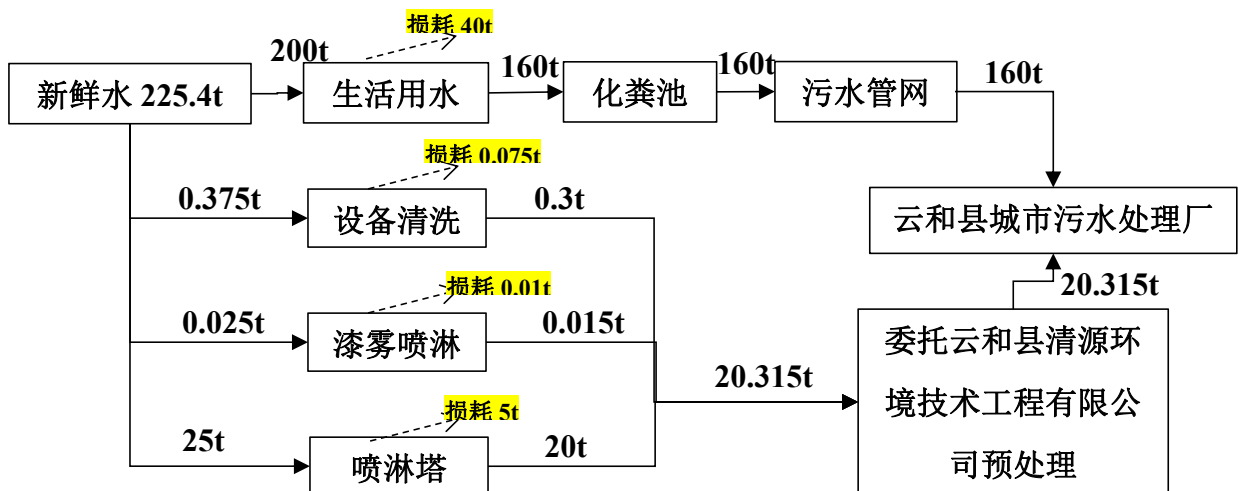 损耗 40t
200t
新鲜水 225.4t
生活用水
160t
化粪池
160t
污水管网
160t
损耗 0.075t
0.375t
设备清洗
0.3t
云和县城市污水处理厂
损耗 0.01t
20.315t
0.025t
漆雾喷淋
0.015t
委托云和县清源环
境技术工程有限公
司预处理
20.315t
损耗 5t
25t
喷淋塔
20t